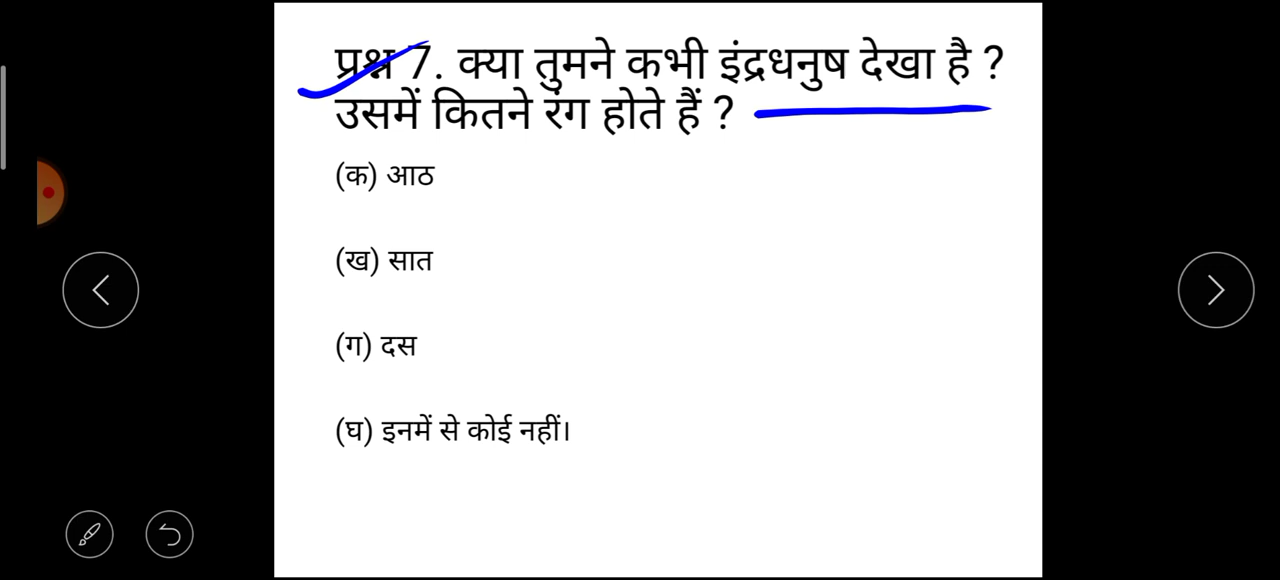 प्रश्न 7. क्या तुमने कभी इंद्रधनुष देखा है ?
उसमें कितने रंग होते हैं ?
(क) आठ
(ख) सात
(ग) दस
(घ) इनमें से कोई नहीं।